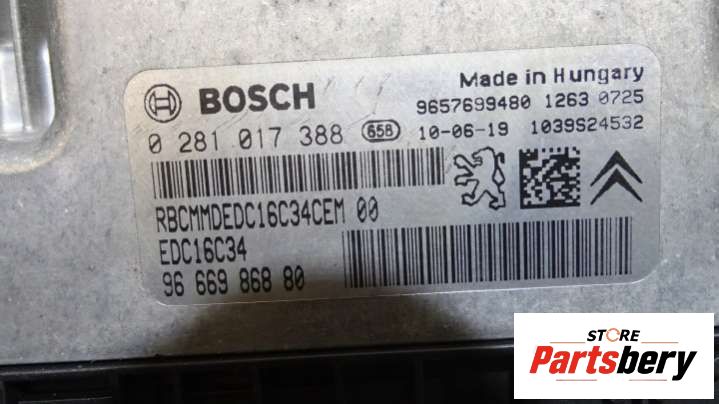 BOSCH
Made in Hungary
9657699480 1263 0725
0 281 017 388 658 10-06-19 1039S24532
RBCMMDEDC16C34CEM 00
EDC16C34
96 669 868 80
STORE
Partsbery